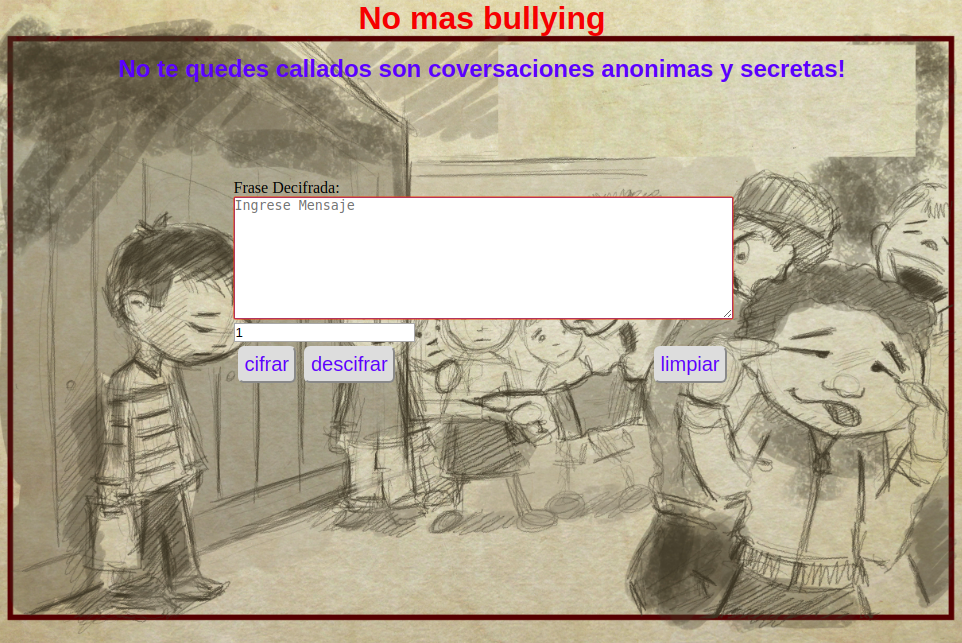 No mas bullying
No te quedes callados son coversaciones anonimas y secretas!
Frase Decifrada:
Ingrese Mensaje
1
cifrar descifrar limpiar